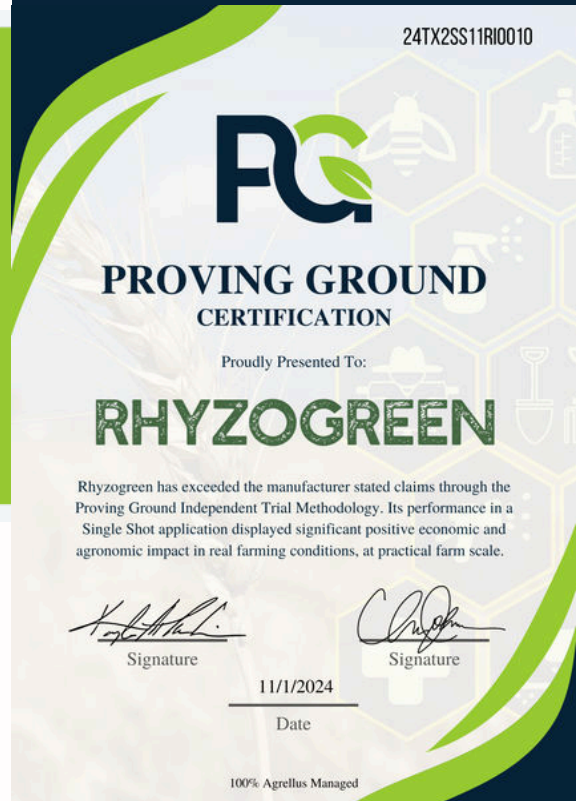 24TX2SS11RI0010
PG
PROVING GROUND
CERTIFICATION
Proudly Presented To:
RHYZOGREEN
Rhyzogreen has exceeded the manufacturer stated claims through the
Proving Ground Independent Trial Methodology. Its performance in a
Single Shot application displayed significant positive economic and
agronomic impact in real farming conditions, at practical farm scale.
Signature
Signature
11/1/2024
Date
100% Agrellus Managed